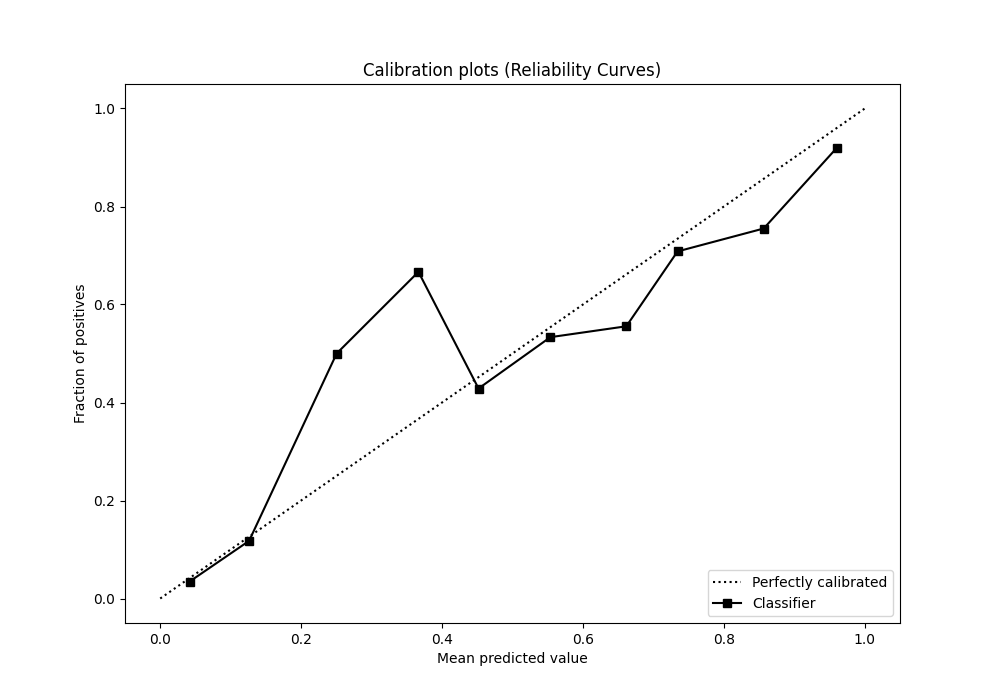 Calibration plots (Reliability Curves)
1.0
0.8
0.6
0.4
0.2
0.0
Fraction of positives
0.0 0.2 0.4 0.6 0.8 1.0
Mean predicted value
Perfectly calibrated
Classifier